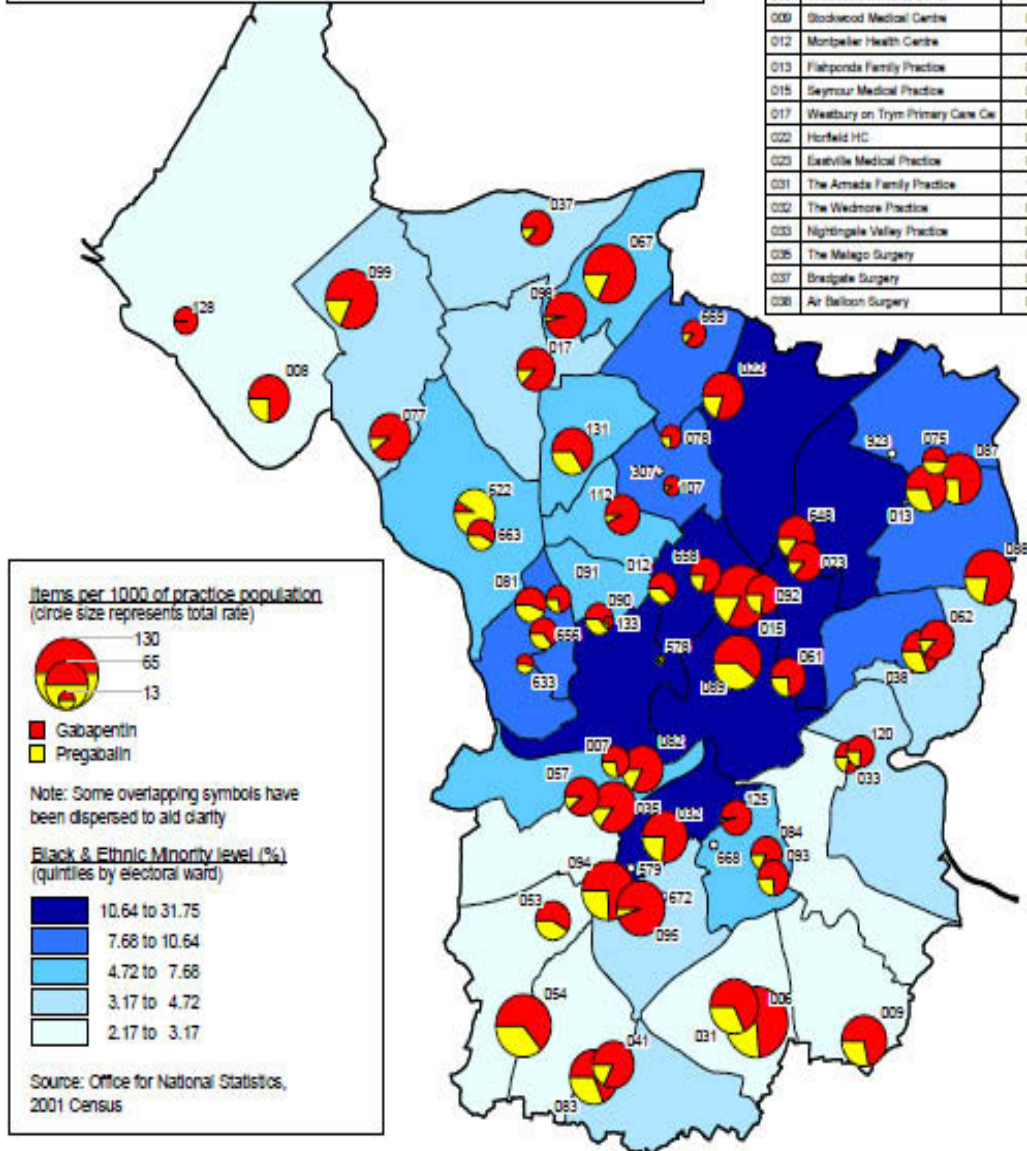 009 Stockwood Medical Centre
012 Montpelier Health Centre
013 Fishponds Family Practice
015 Seymour Medical Practice
017 Westbury on Trym Primary Care Ce
022 Horfield HC
023 Eastville Medical Practice
031 The Armada Family Practice
032 The Wedmore Practice
033 Nightingale Valley Practice
035 The Malago Surgery
037 Bradgate Surgery
038 Air Balloon Surgery
037
067
099
098
128
669
017
008
022
077
131
078
923
075
087
307
107
622
112
013
663
648
012
668
023
088
081
091
090
092
062
133
666
015
578
061
038
633
089
120
007
082
033
057
035
032
125
084
668
093
094
579
053
672
095
054
006
009
031
041
083
Items per 1000 of practice population
(circle size represents total rate)
130
65
13
Gabapentin
Pregabalin
Note: Some overlapping symbols have
been dispersed to aid clarity
Black & Ethnic Minority level (%)
(quintiles by electoral ward)
10.64 to 31.75
7.68 to 10.64
4.72 to 7.68
3.17 to 4.72
2.17 to 3.17
Source: Office for National Statistics,
2001 Census